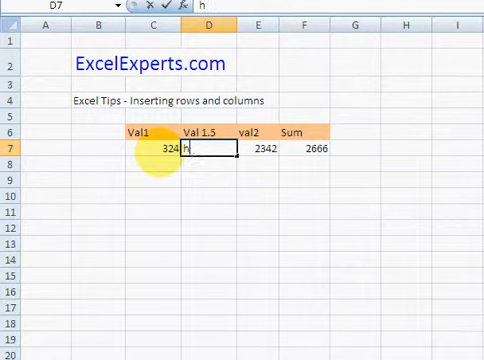 D7 h
A B C D E F G H I
1
2 ExcelExperts.com
3
4 Excel Tips - Inserting rows and columns
5
6 Val1 Val 1.5 val2 Sum
7 324 h 2342 2666
8
9
10
11
12
13
14
15
16
17
18
19
20